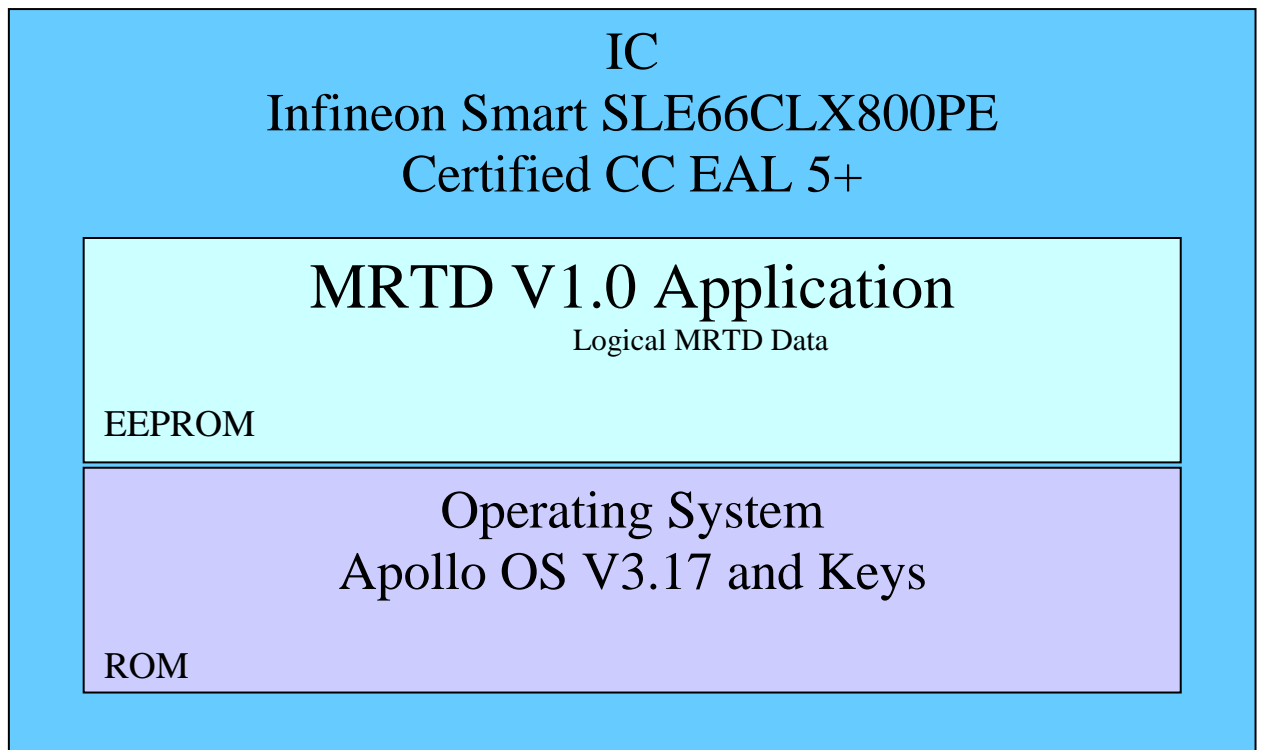 IC
Infineon Smart SLE66CLX800PE
Certified CC EAL 5+
MRTD V1.0 Application
Logical MRTD Data
EEPROM
Operating System
Apollo OS V3.17 and Keys
ROM